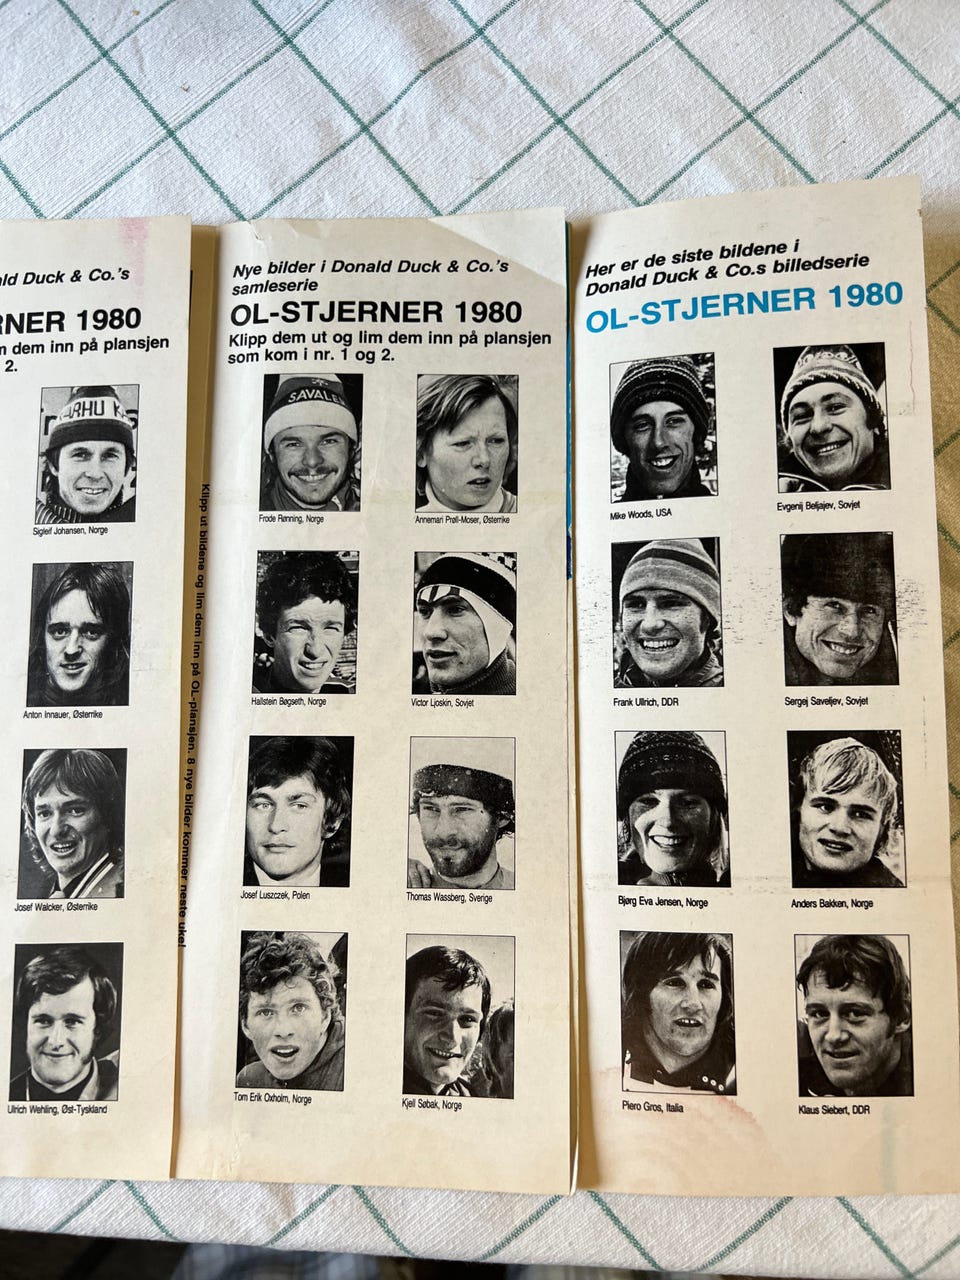 ld Duck & Co.'s
RNER 1980
m dem inn på plansjen
2.
KARHU K
Sigleif Johansen, Norge
Anton Innauer, Østerrike
Josef Walcker, Østerrike
Ulrich Wehling, Øst-Tyskland
Klipp ut bildene og lim dem inn på OL-plansjen. 8 nye bilder kommer neste uke!
Nye bilder i Donald Duck & Co.'s
samleserie
OL-STJERNER 1980
Klipp dem ut og lim dem inn på plansjen
som kom i nr. 1 og 2.
SAVALEN
Frode Rønning, Norge
Annemari Prøll-Moser, Østerrike
Hallstein Bøgseth, Norge
Victor Ljoskin, Sovjet
Josef Luszczek, Polen
Thomas Wassberg, Sverige
Tom Erik Oxholm, Norge
Kjell Søbak, Norge
Her er de siste bildene i
Donald Duck & Co.s billedserie
OL-STJERNER 1980
Mike Woods, USA
Evgenij Beljajev, Sovjet
Frank Ullrich, DDR
Sergej Saveljev, Sovjet
Bjørg Eva Jensen, Norge
Anders Bakken, Norge
Piero Gros, Italia
Klaus Siebert, DDR